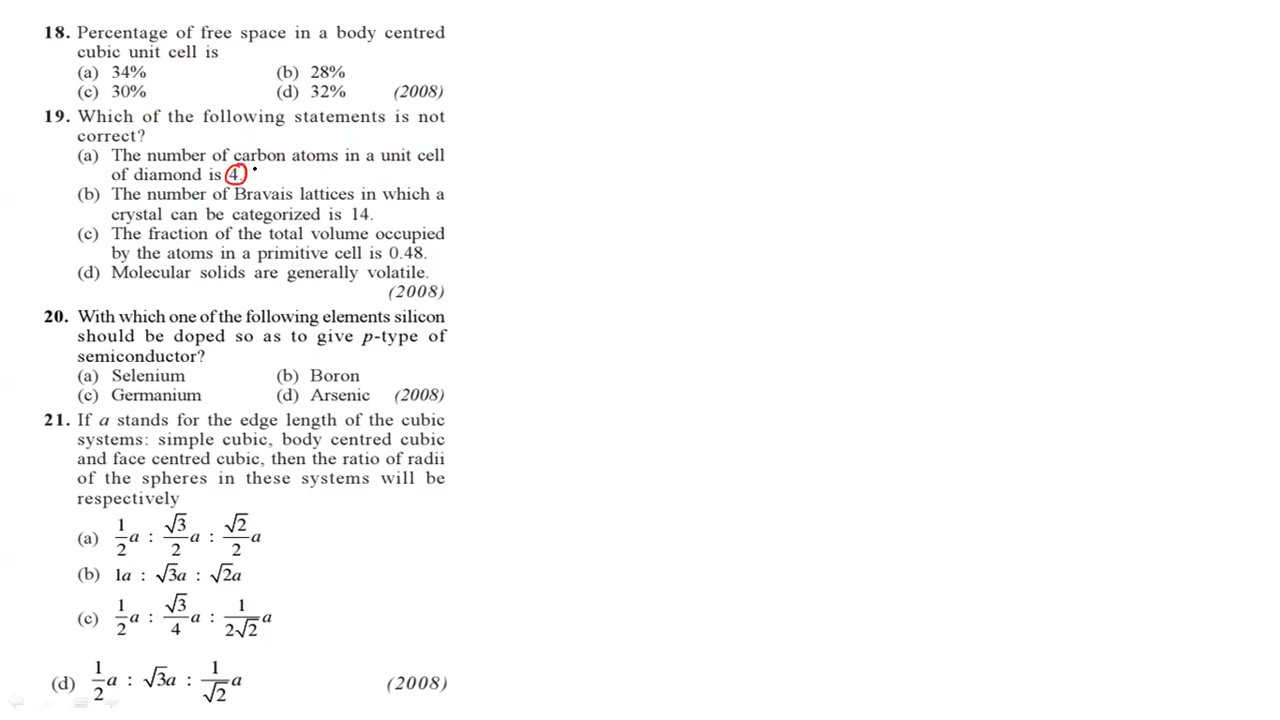 18. Percentage of free space in a body centred
cubic unit cell is
(a) 34% (b) 28%
(c) 30% (d) 32% (2008)
19. Which of the following statements is not
correct?
(a) The number of carbon atoms in a unit cell
of diamond is 4.
(b) The number of Bravais lattices in which a
crystal can be categorized is 14.
(c) The fraction of the total volume occupied
by the atoms in a primitive cell is 0.48.
(d) Molecular solids are generally volatile.
(2008)
20. With which one of the following elements silicon
should be doped so as to give p-type of
semiconductor?
(a) Selenium (b) Boron
(c) Germanium (d) Arsenic (2008)
21. If a stands for the edge length of the cubic
systems: simple cubic, body centred cubic
and face centred cubic, then the ratio of radii
of the spheres in these systems will be
respectively
(a) 1/2 a : √3/2 a : √2/2 a
(b) 1a : √3a : √2a
(c) 1/2 a : √3/4 a : 1/2√2 a
(d) 1/2 a : √3a : 1/√2 a (2008)